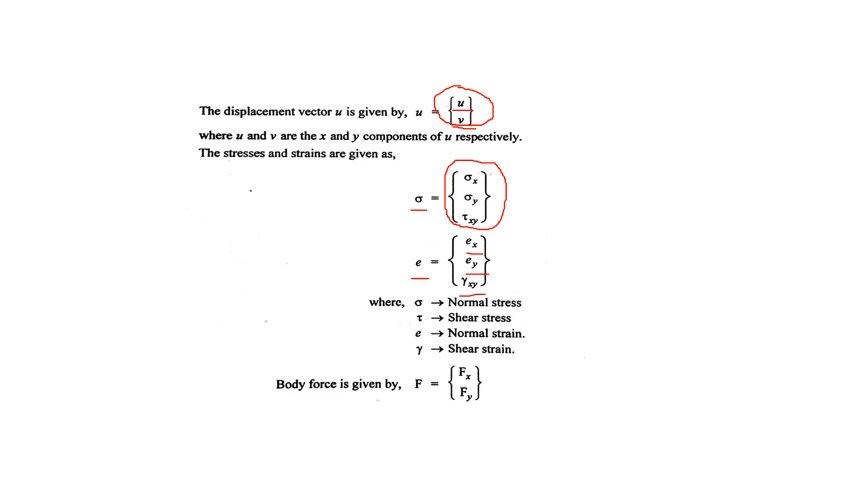 The displacement vector u is given by, u = { u
v }
where u and v are the x and y components of u respectively.
The stresses and strains are given as,
σ = { σx
σy
τxy }
e = { ex
ey
γxy }
where, σ → Normal stress
τ → Shear stress
e → Normal strain.
γ → Shear strain.
Body force is given by, F = { Fx
Fy }